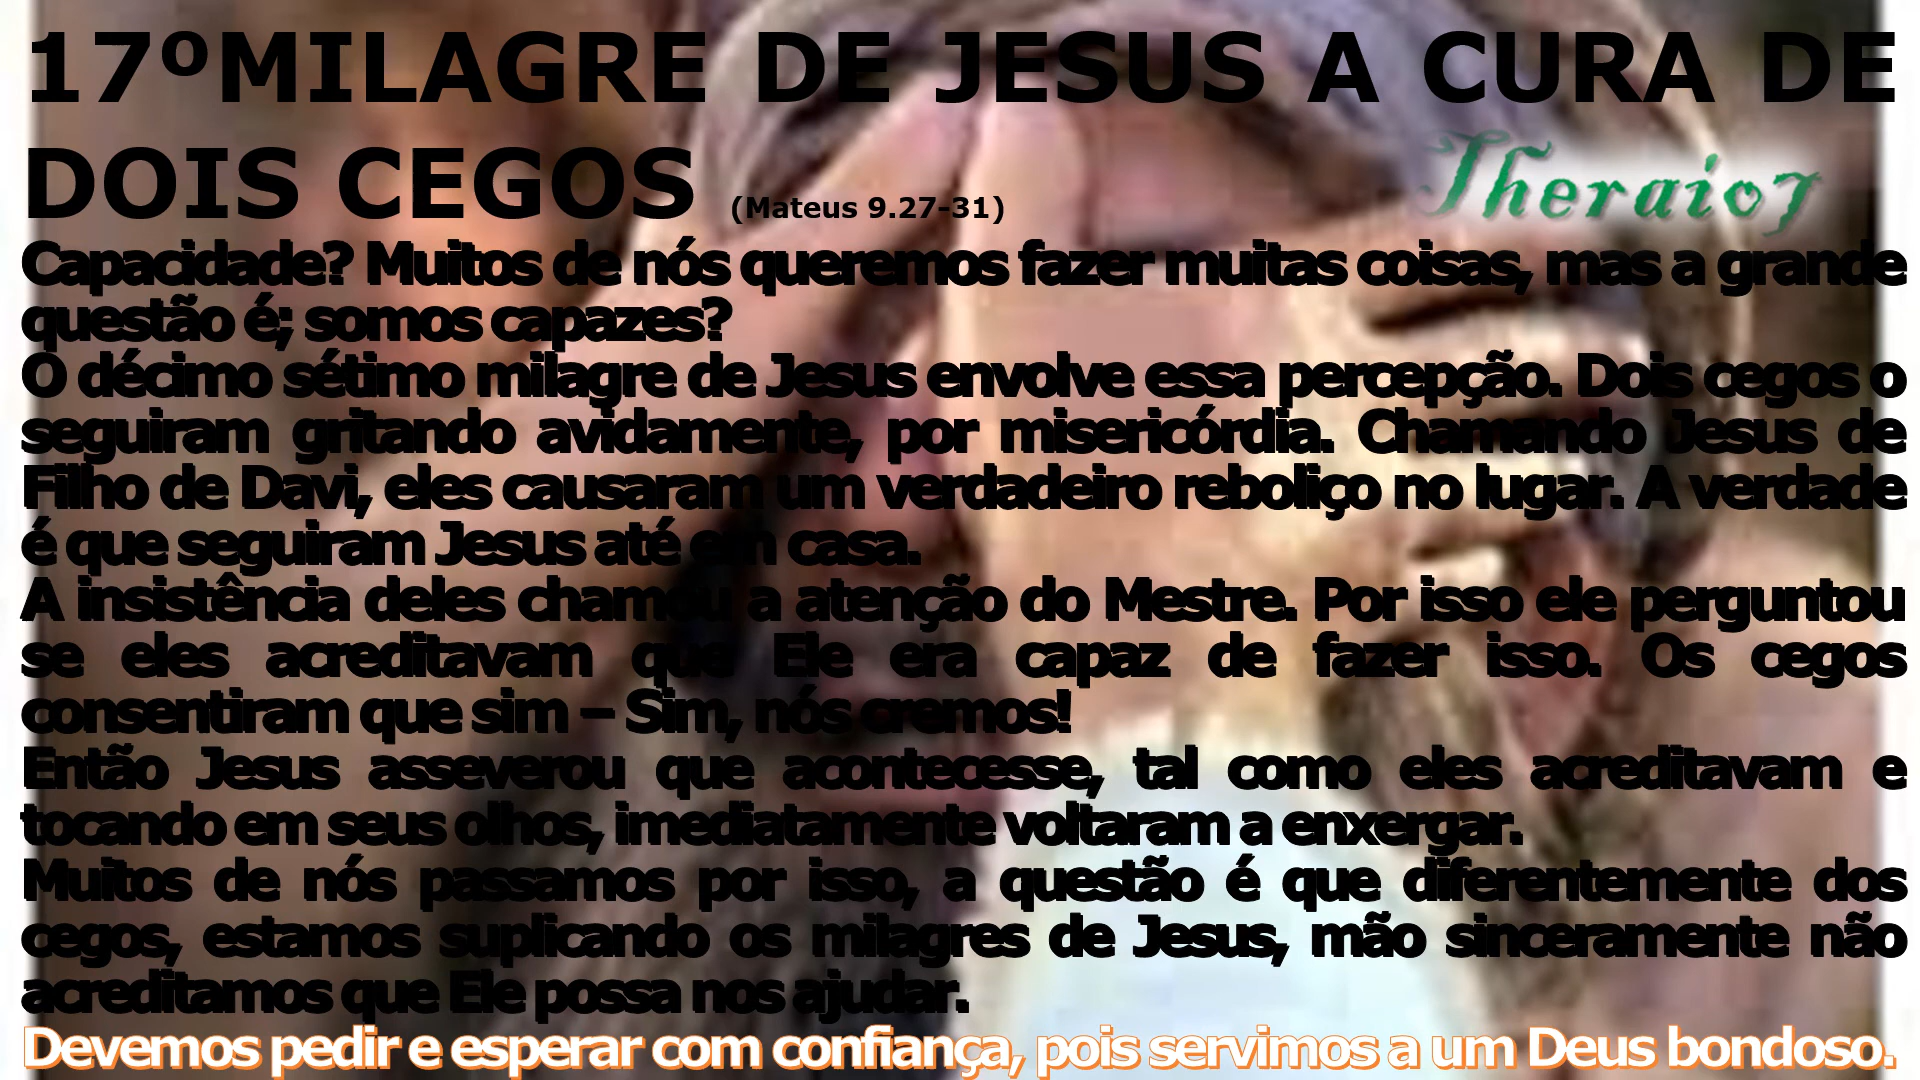 17ºMILAGRE DE JESUS A CURA DE
DOIS CEGOS (Mateus 9.27-31)
Theraio7
Capacidade? Muitos de nós queremos fazer muitas coisas, mas a grande
questão é; somos capazes?
O décimo sétimo milagre de Jesus envolve essa percepção. Dois cegos o
seguiram gritando avidamente, por misericórdia. Chamando Jesus de
Filho de Davi, eles causaram um verdadeiro reboliço no lugar. A verdade
é que seguiram Jesus até em casa.
A insistência deles chamou a atenção do Mestre. Por isso ele perguntou
se eles acreditavam que Ele era capaz de fazer isso. Os cegos
consentiram que sim – Sim, nós cremos!
Então Jesus asseverou que acontecesse, tal como eles acreditavam e
tocando em seus olhos, imediatamente voltaram a enxergar.
Muitos de nós passamos por isso, a questão é que diferentemente dos
cegos, estamos suplicando os milagres de Jesus, mão sinceramente não
acreditamos que Ele possa nos ajudar.
Devemos pedir e esperar com confiança, pois servimos a um Deus bondoso.